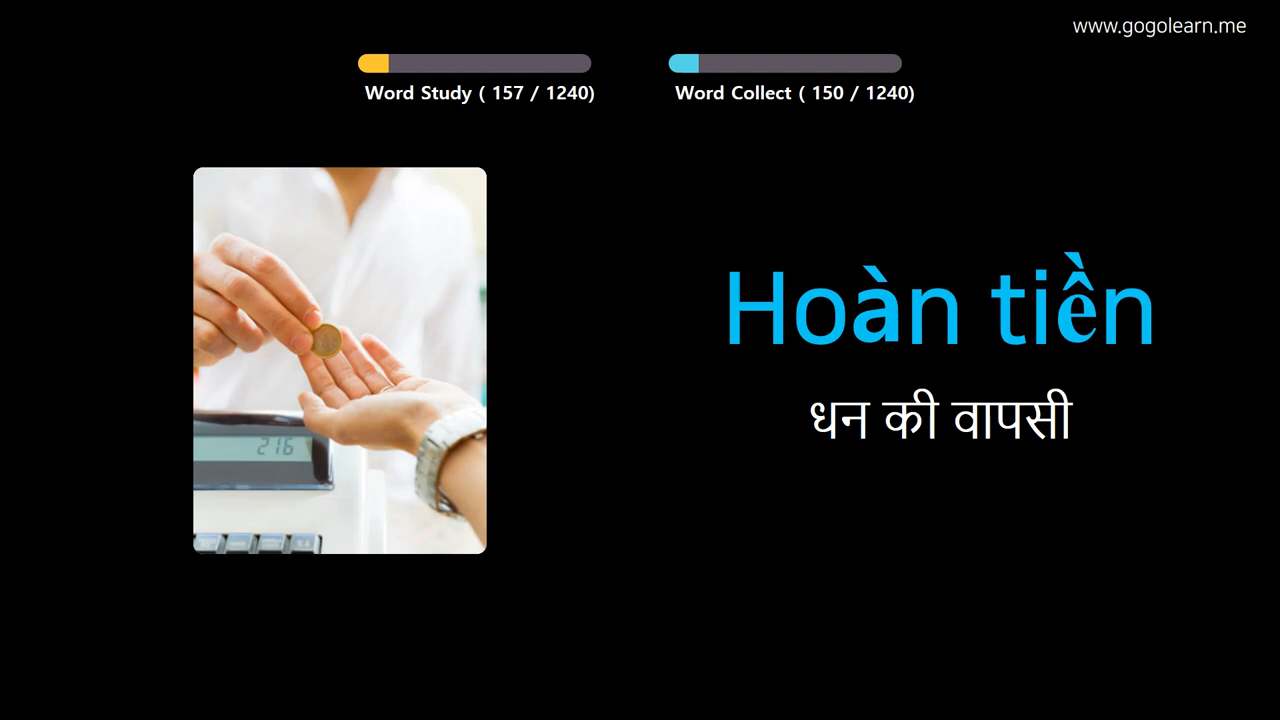 www.gogolearn.me
Word Study ( 157 / 1240)
Word Collect ( 150 / 1240)
Hoàn tiền
धन की वापसी
216